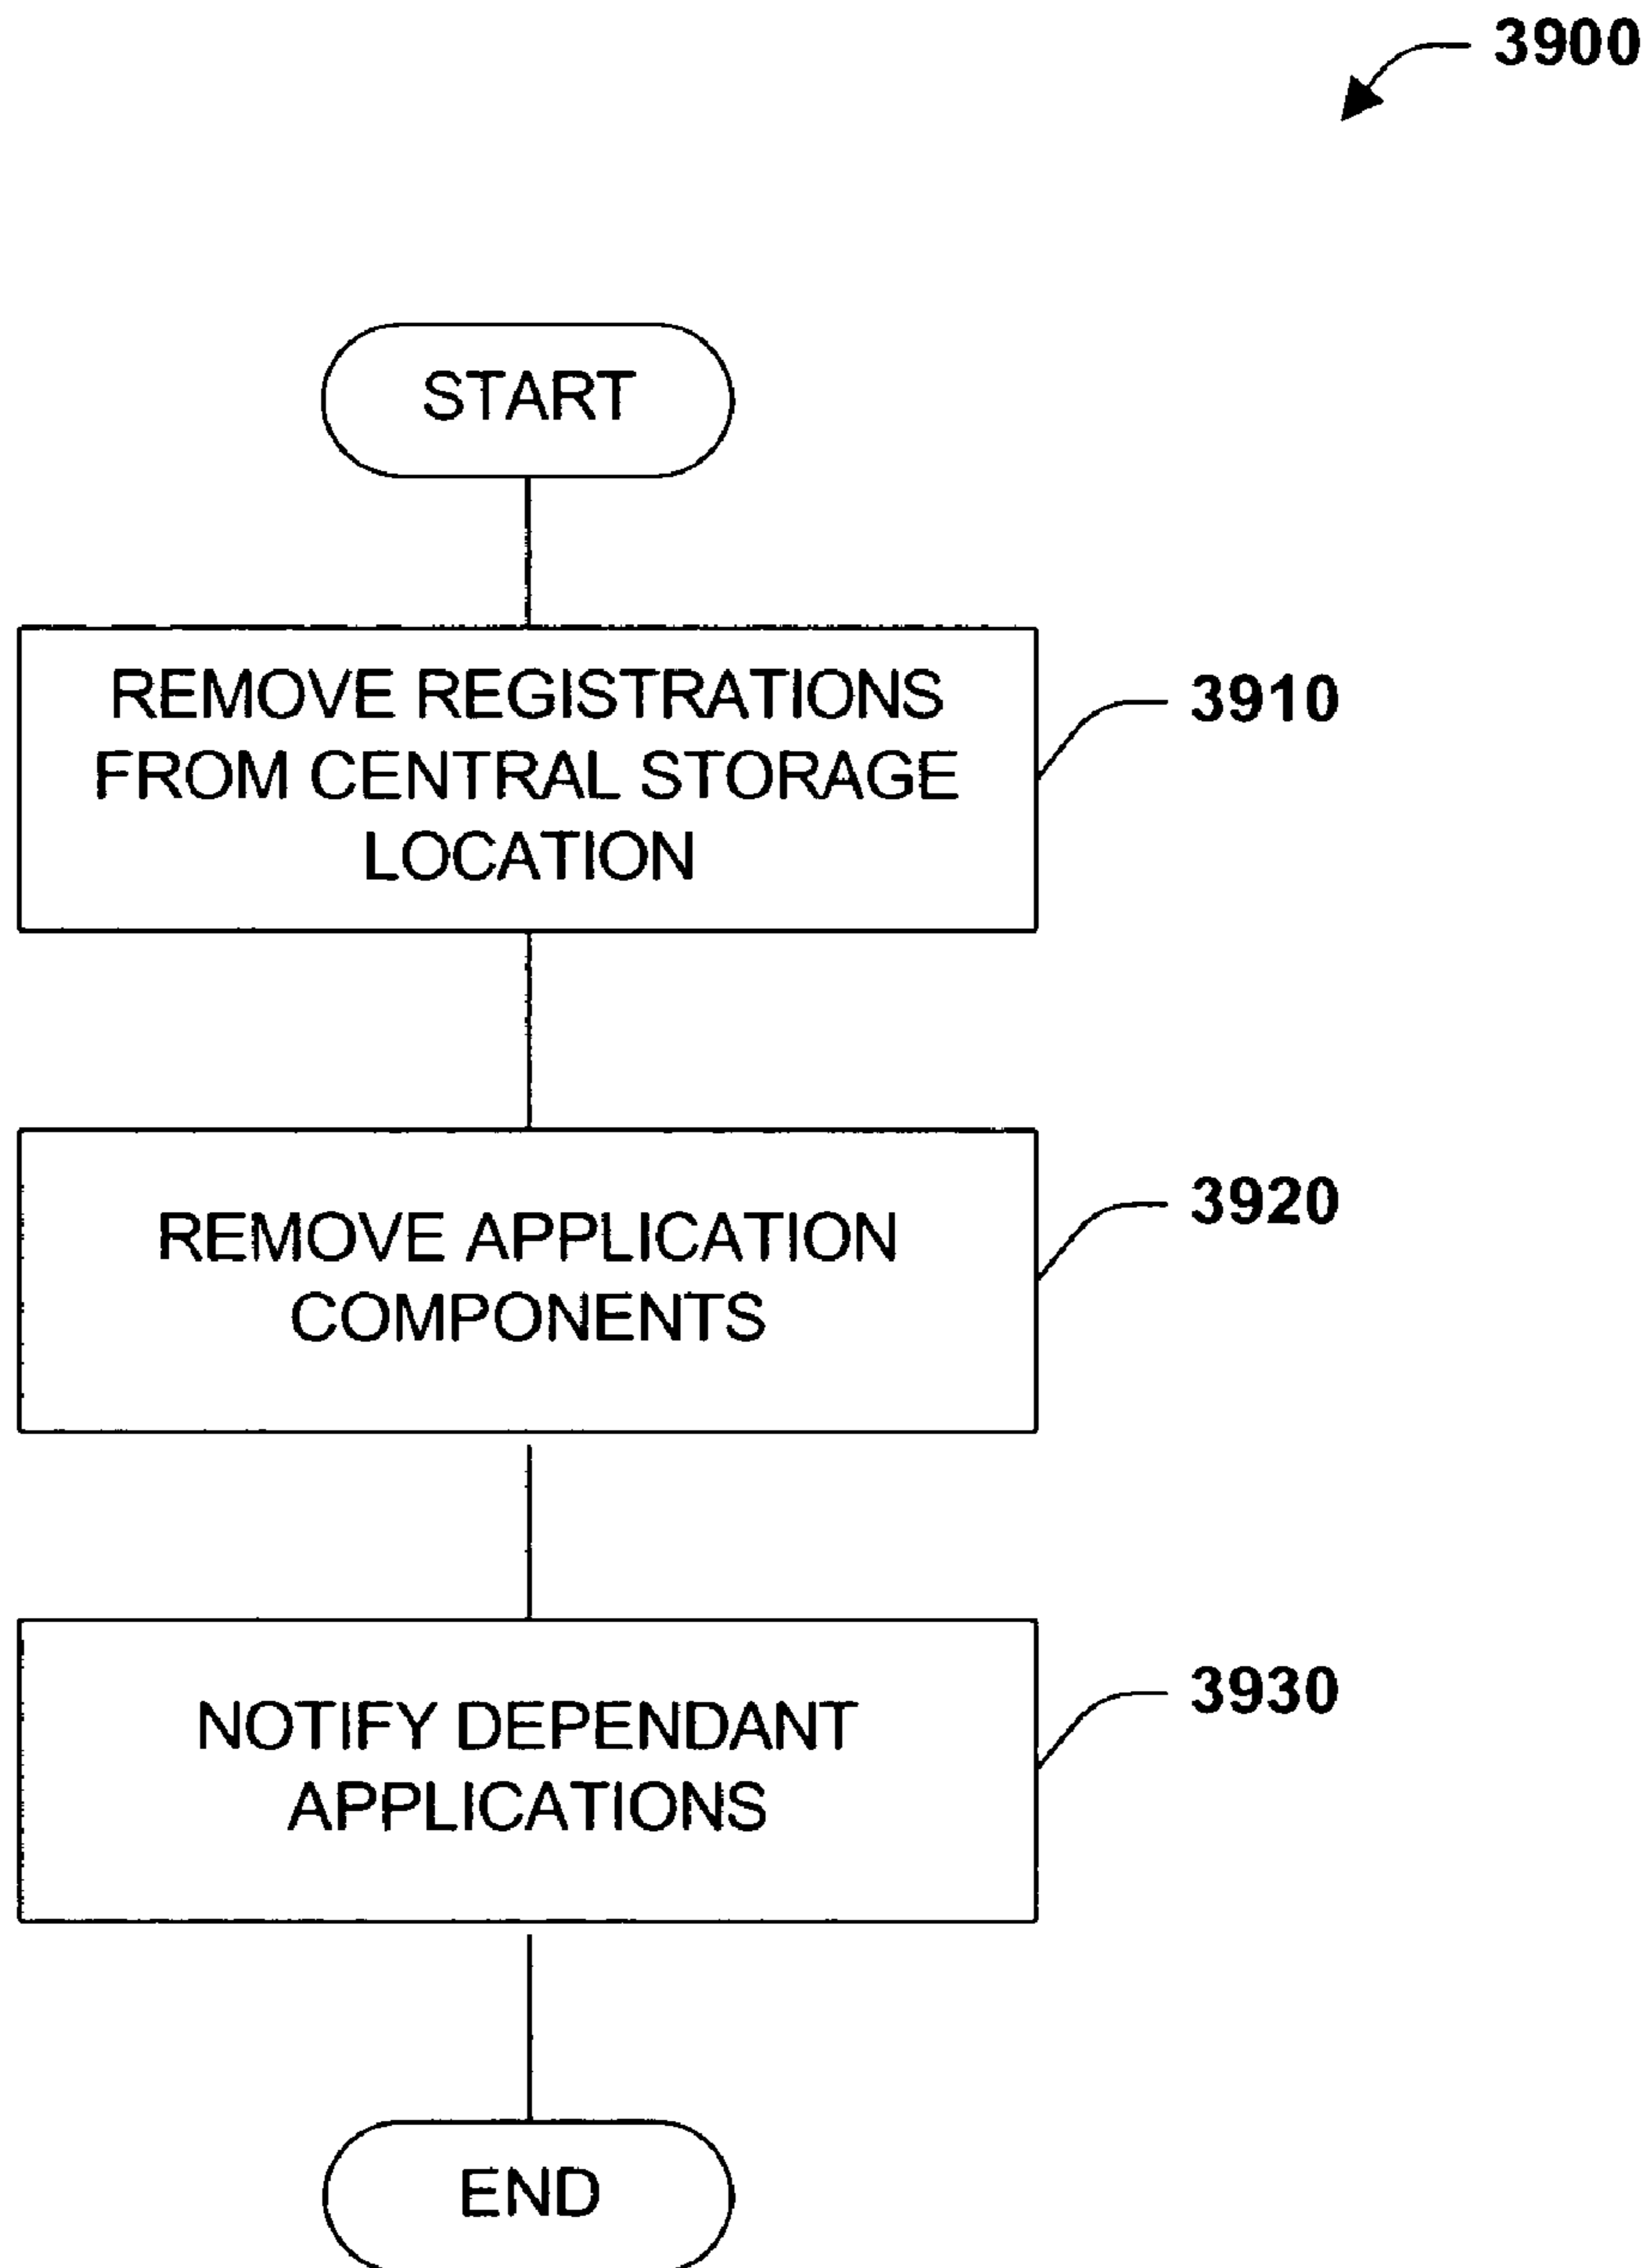 3900
START
REMOVE REGISTRATIONS
FROM CENTRAL STORAGE
LOCATION
3910
REMOVE APPLICATION
COMPONENTS
3920
NOTIFY DEPENDANT
APPLICATIONS
3930
END